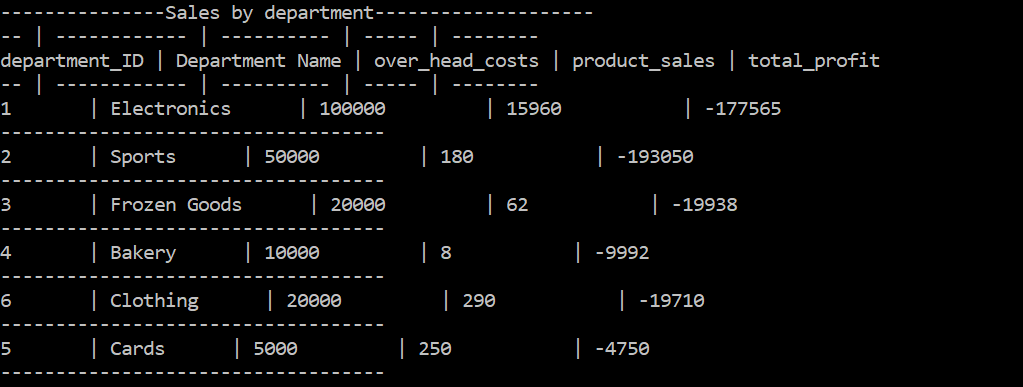 ---------------Sales by department--------------------
-- | ------------ | ---------- | ----- | --------
department_ID | Department Name | over_head_costs | product_sales | total_profit
-- | ------------ | ---------- | ----- | --------
1       | Electronics      | 100000         | 15960           | -177565
-----------------------------------
2       | Sports      | 50000         | 180           | -193050
-----------------------------------
3       | Frozen Goods      | 20000         | 62           | -19938
-----------------------------------
4       | Bakery      | 10000         | 8           | -9992
-----------------------------------
6       | Clothing      | 20000         | 290           | -19710
-----------------------------------
5       | Cards      | 5000         | 250           | -4750
-----------------------------------